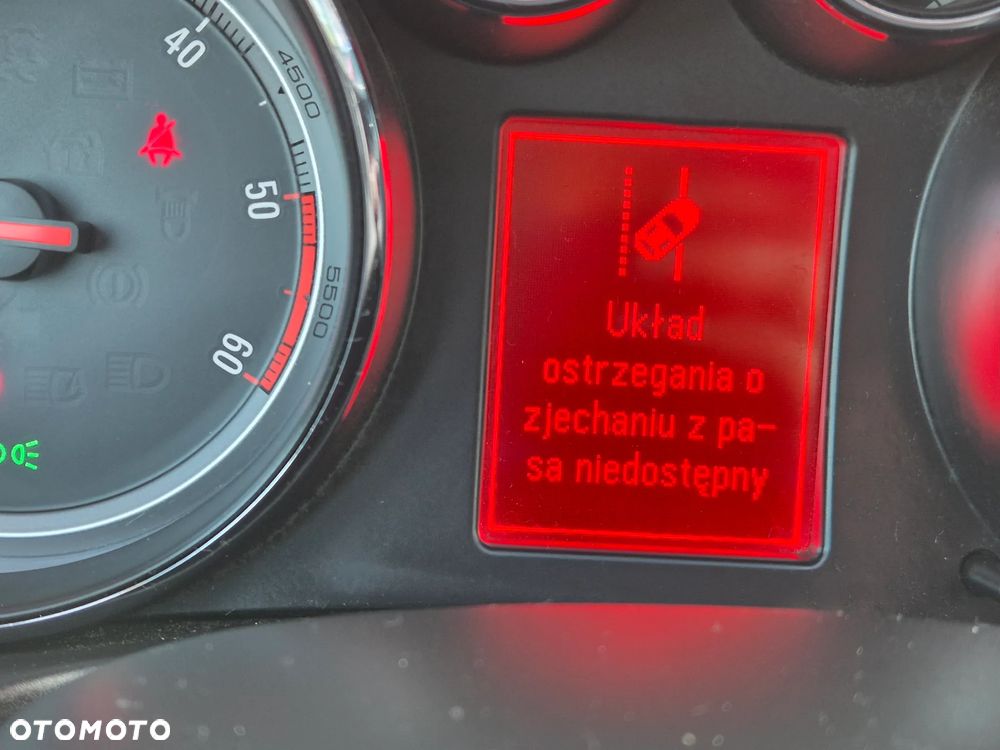 40
4500
50
5500
60
Układ
ostrzegania o
zjechaniu z pa-
sa niedostępny
OTOMOTO